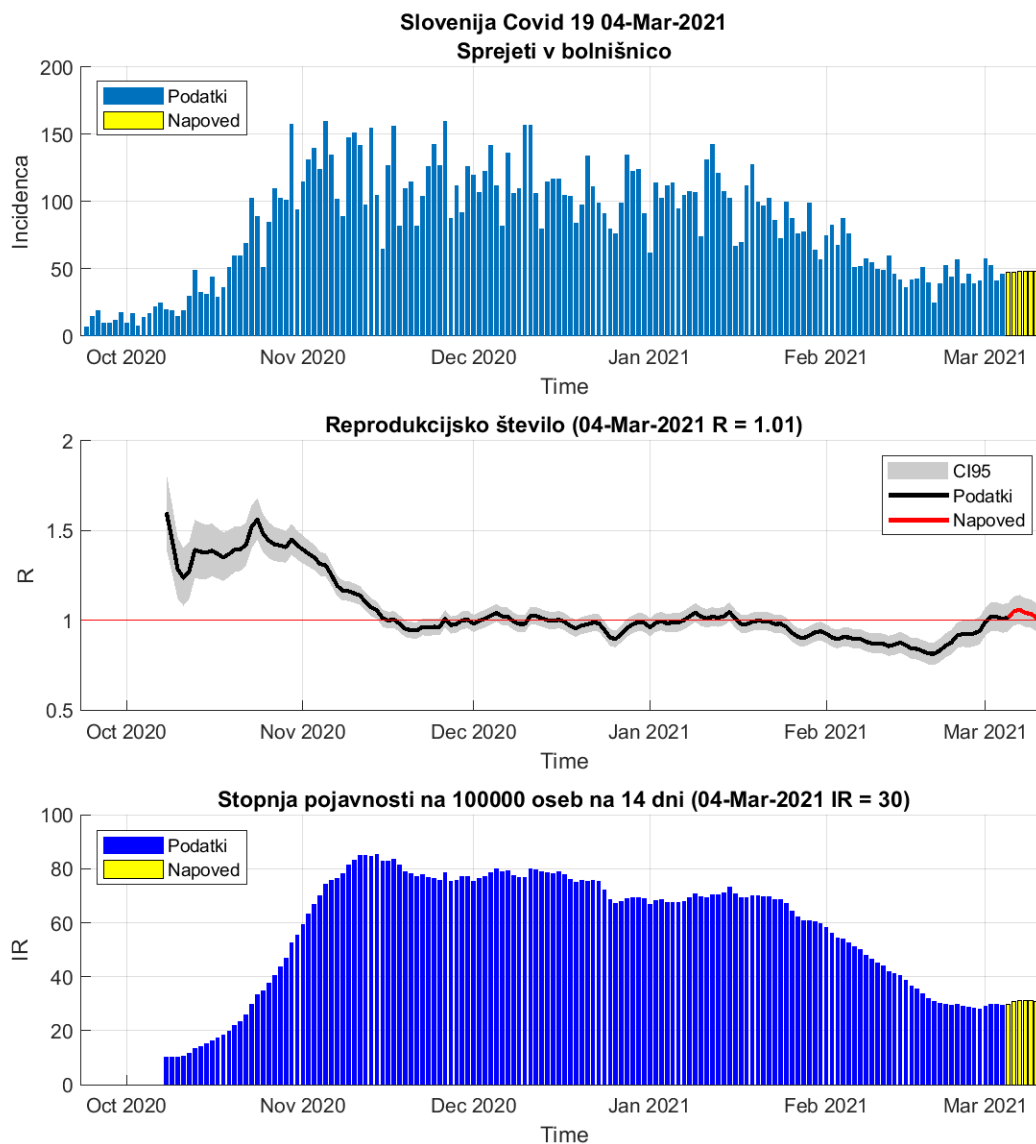 Slovenija Covid 19 04-Mar-2021
Sprejeti v bolnišnico
200
150
100
50
0
Incidenca
Podatki
Napoved
Oct 2020 Nov 2020 Dec 2020 Jan 2021 Feb 2021 Mar 2021
Time
Reprodukcijsko število (04-Mar-2021 R = 1.01)
2
1.5
1
0.5
R
CI95
Podatki
Napoved
Oct 2020 Nov 2020 Dec 2020 Jan 2021 Feb 2021 Mar 2021
Time
Stopnja pojavnosti na 100000 oseb na 14 dni (04-Mar-2021 IR = 30)
100
80
60
40
20
0
IR
Podatki
Napoved
Oct 2020 Nov 2020 Dec 2020 Jan 2021 Feb 2021 Mar 2021
Time